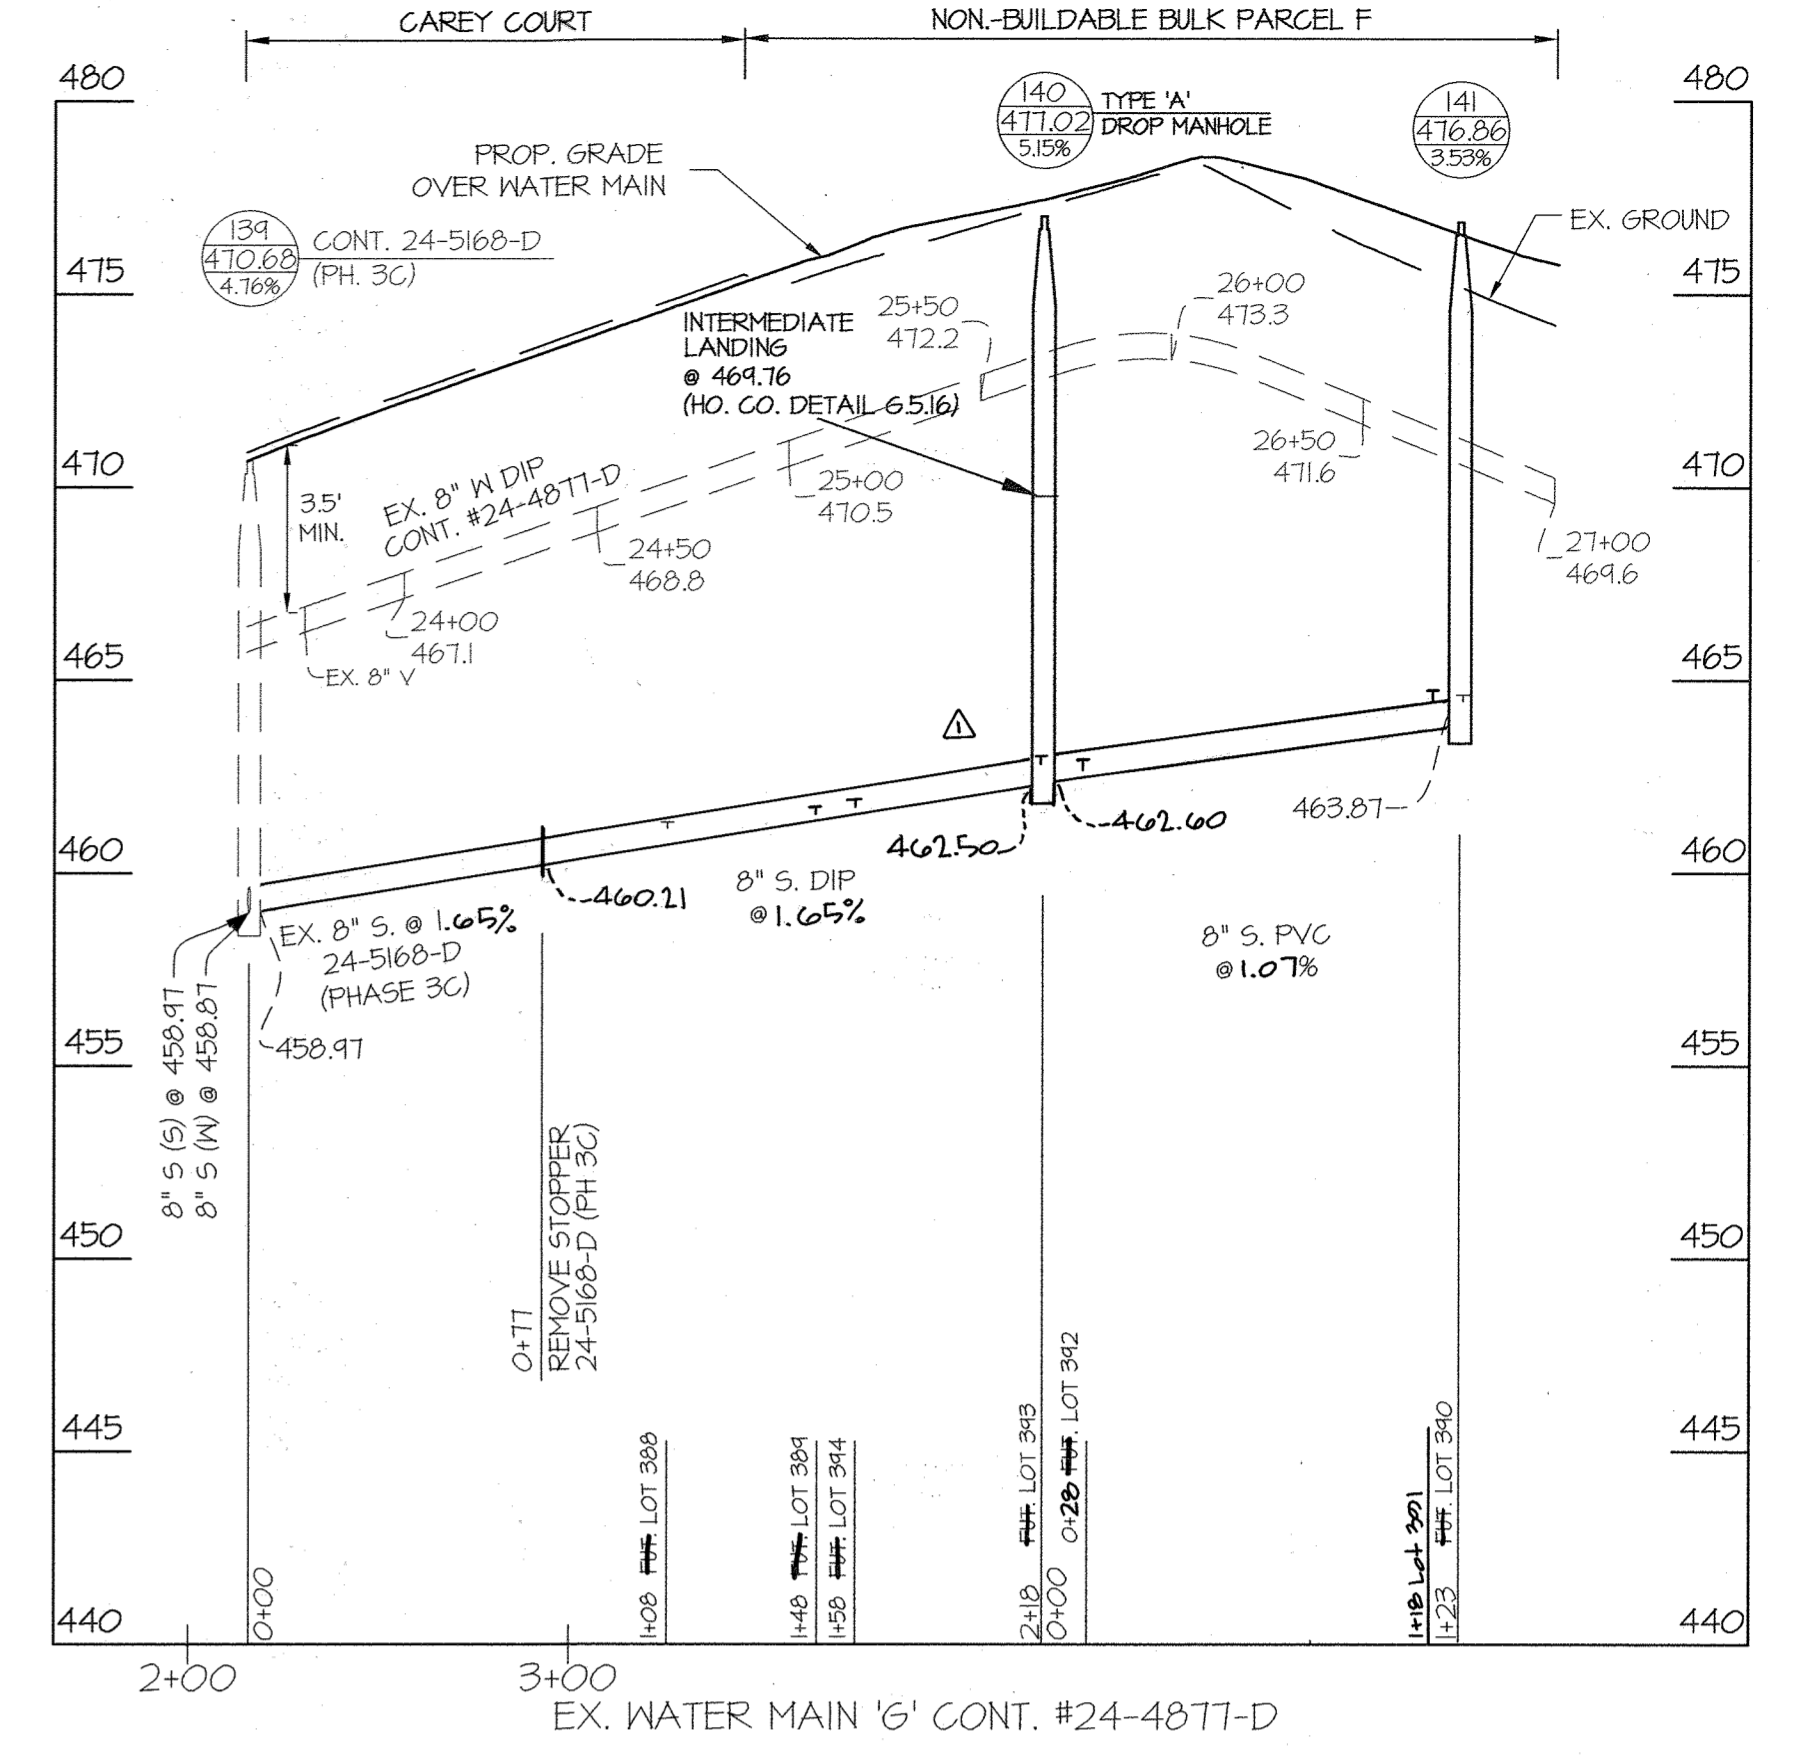 CAREY COURT
NON.-BUILDABLE BULK PARCEL F
480
480
140
477.02
5.15%
TYPE 'A'
DROP MANHOLE
141
476.86
3.53%
PROP. GRADE
OVER WATER MAIN
139
470.68
4.76%
CONT. 24-5168-D
(PH. 3C)
EX. GROUND
475
475
INTERMEDIATE
LANDING
@ 469.76
(HO. CO. DETAIL G.5.16)
25+50
472.2
26+00
473.3
470
470
3.5'
MIN.
EX. 8" W DIP
CONT. #24-4877-D
25+00
470.5
26+50
471.6
24+50
468.8
27+00
469.6
24+00
467.1
EX. 8" V
465
465
1
463.87
462.50
462.60
460
460
460.21
8" S. DIP
@ 1.65%
EX. 8" S. @ 1.65%
24-5168-D
(PHASE 3C)
8" S. PVC
@ 1.07%
458.97
8" S (S) @ 458.97
8" S (W) @ 458.87
455
455
450
450
0+77
REMOVE STOPPER
24-5168-D (PH 3C)
445
445
0+00
1+08 FUT. LOT 388
1+48 FUT. LOT 389
1+58 FUT. LOT 394
2+18 FUT. LOT 393
0+00
0+28 FUT. LOT 392
1+18 Lot 391
1+23 FUT. LOT 390
440
440
2+00
3+00
EX. WATER MAIN 'G' CONT. #24-4877-D